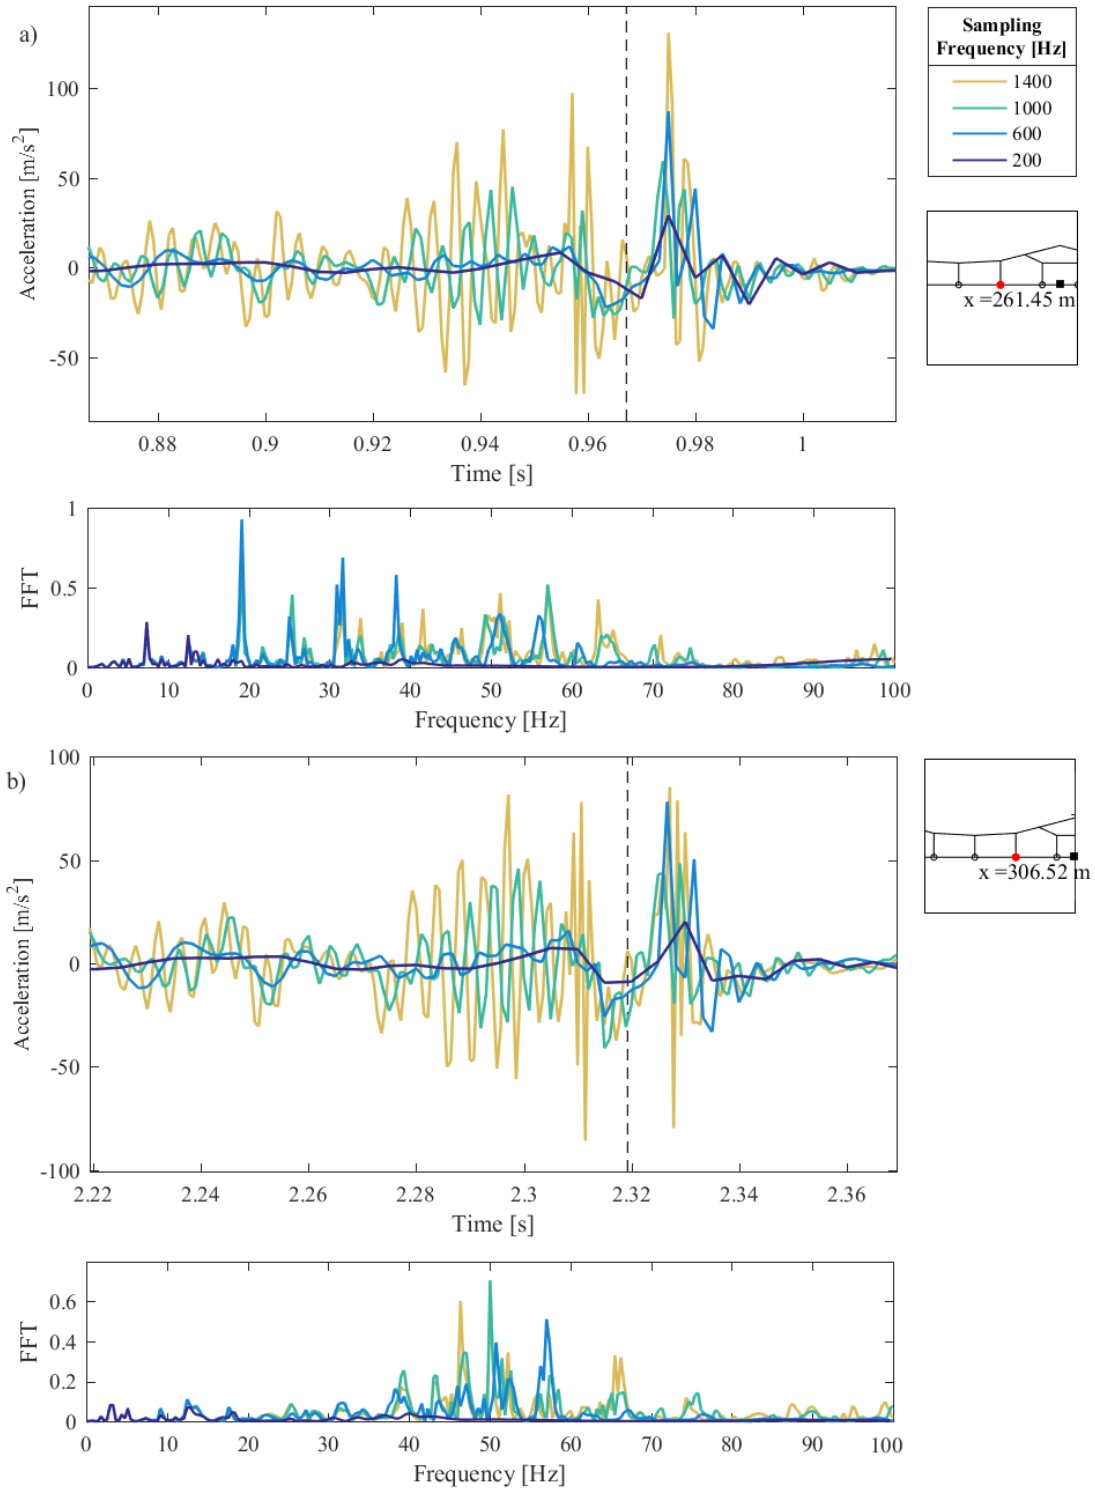 a)
Acceleration [m/s²]
100
50
0
-50
0.88 0.9 0.92 0.94 0.96 0.98 1
Time [s]
Sampling
Frequency [Hz]
1400
1000
600
200
x =261.45 m
FFT
1
0.5
0
0 10 20 30 40 50 60 70 80 90 100
Frequency [Hz]
b)
Acceleration [m/s²]
100
50
0
-50
-100
2.22 2.24 2.26 2.28 2.3 2.32 2.34 2.36
Time [s]
x =306.52 m
FFT
0.6
0.4
0.2
0
0 10 20 30 40 50 60 70 80 90 100
Frequency [Hz]